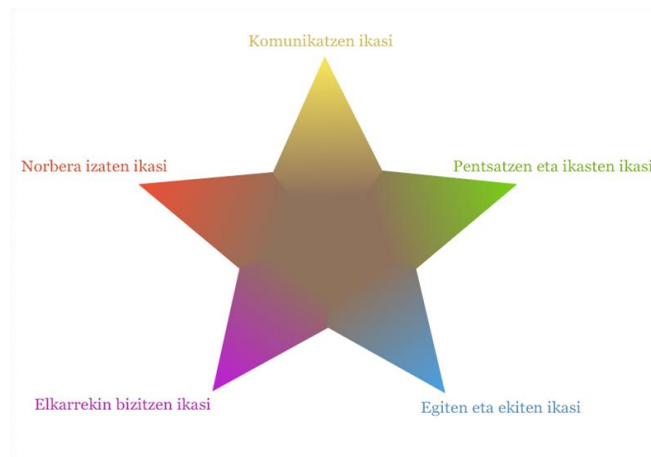 Komunikatzen ikasi
Norbera izaten ikasi
Pentsatzen eta ikasten ikasi
Elkarrekin bizitzen ikasi
Egiten eta ekiten ikasi